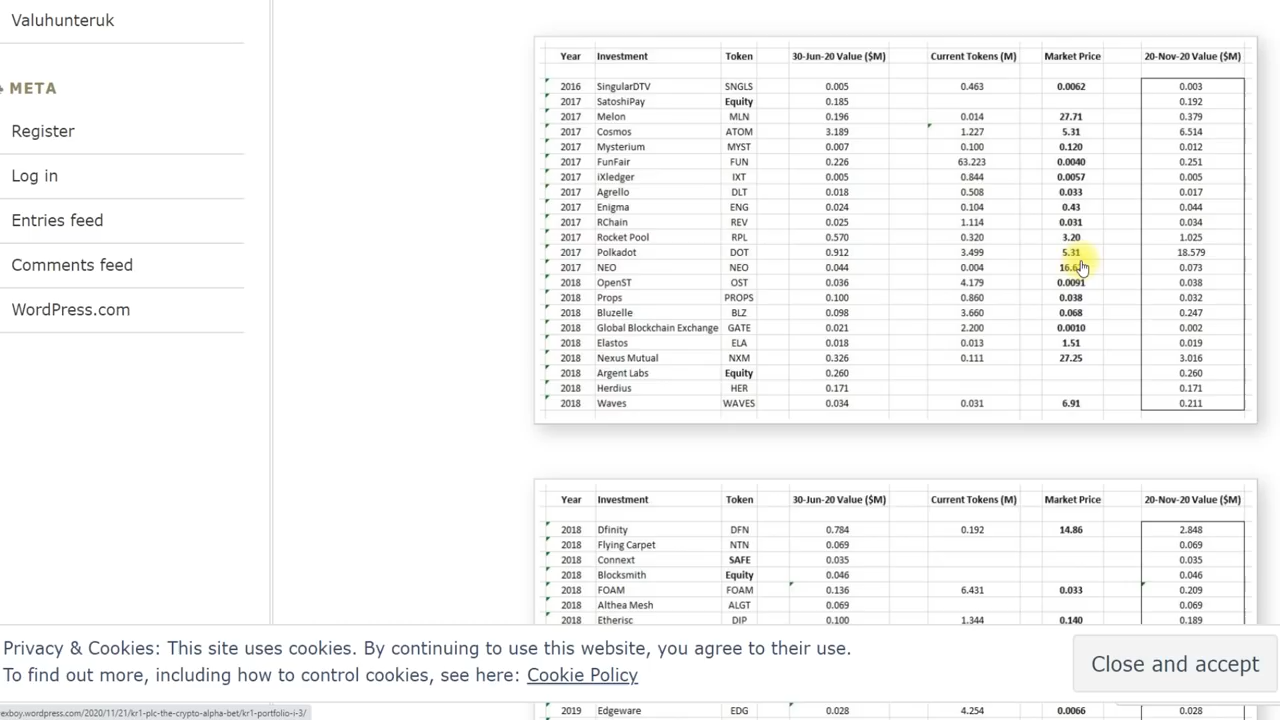 Valuhunteruk
META
Register
Log in
Entries feed
Comments feed
WordPress.com
Year Investment Token 30-Jun-20 Value ($M) Current Tokens (M) Market Price 20-Nov-20 Value ($M)
2016 SingularDTV SNGLS 0.005 0.463 0.0062 0.003
2017 SatoshiPay Equity 0.185 0.192
2017 Melon MLN 0.196 0.014 27.71 0.379
2017 Cosmos ATOM 3.189 1.227 5.31 6.514
2017 Mysterium MYST 0.007 0.100 0.120 0.012
2017 FunFair FUN 0.226 63.223 0.0040 0.251
2017 iXledger IXT 0.005 0.844 0.0057 0.005
2017 Agrello DLT 0.018 0.508 0.033 0.017
2017 Enigma ENG 0.024 0.104 0.43 0.044
2017 RChain REV 0.025 1.114 0.031 0.034
2017 Rocket Pool RPL 0.570 0.320 3.20 1.025
2017 Polkadot DOT 0.912 3.499 5.31 18.579
2017 NEO NEO 0.044 0.004 0.073
2018 OpenST OST 0.036 4.179 0.0091 0.038
2018 Props PROPS 0.100 0.860 0.038 0.032
2018 Bluzelle BLZ 0.098 3.660 0.068 0.247
2018 Global Blockchain Exchange GATE 0.021 2.200 0.0010 0.002
2018 Elastos ELA 0.018 0.013 1.51 0.019
2018 Nexus Mutual NXM 0.326 0.111 27.25 3.016
2018 Argent Labs Equity 0.260 0.260
2018 Herdius HER 0.171 0.171
2018 Waves WAVES 0.034 0.031 6.91 0.211
Year Investment Token 30-Jun-20 Value ($M) Current Tokens (M) Market Price 20-Nov-20 Value ($M)
2018 Dfinity DFN 0.784 0.192 14.86 2.848
2018 Flying Carpet NTN 0.069 0.069
2018 Connext SAFE 0.035 0.035
2018 Blocksmith Equity 0.046 0.046
2018 FOAM FOAM 0.136 6.431 0.033 0.209
2018 Althea Mesh ALGT 0.069 0.069
2018 Etherisc DIP 0.100 1.344 0.140 0.189
Privacy & Cookies: This site uses cookies. By continuing to use this website, you agree to their use.
To find out more, including how to control cookies, see here: Cookie Policy
Close and accept
2019 Edgeware EDG 0.028 4.254 0.0066 0.028
exboy.wordpress.com/2020/11/21/kr1-plc-the-crypto-alpha-bet/kr1-portfolio-i-3/